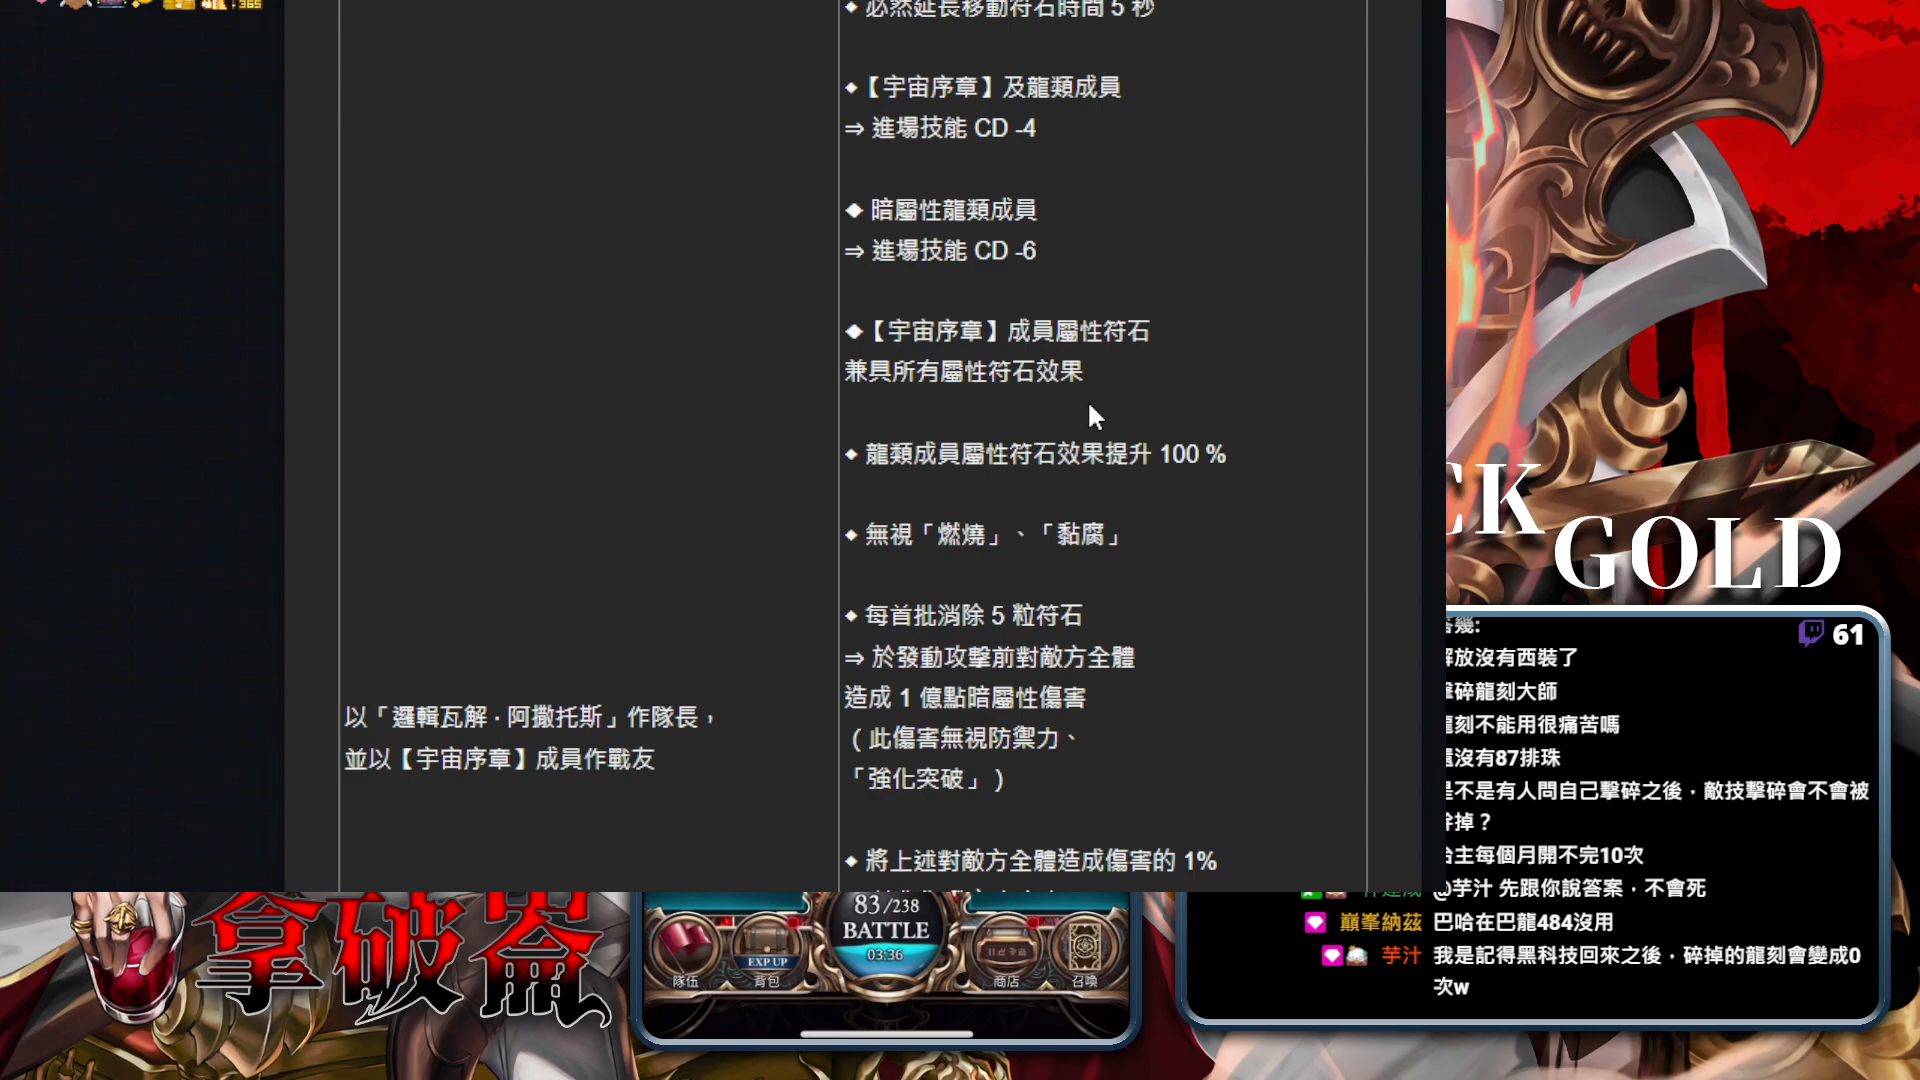 365
◆ 必然延長移動符石時間 5 秒
◆【宇宙序章】及龍類成員
⇒ 進場技能 CD -4
◆ 暗屬性龍類成員
⇒ 進場技能 CD -6
◆【宇宙序章】成員屬性符石
兼具所有屬性符石效果
◆ 龍類成員屬性符石效果提升 100 %
◆ 無視「燃燒」、「黏腐」
◆ 每首批消除 5 粒符石
⇒ 於發動攻擊前對敵方全體
造成 1 億點暗屬性傷害
（此傷害無視防禦力、
「強化突破」）
◆ 將上述對敵方全體造成傷害的 1%
以「邏輯瓦解 ‧ 阿撒托斯」作隊長，
並以【宇宙序章】成員作戰友
CK
GOLD
61
幾:
放沒有西裝了
碎龍刻大師
刻不能用很痛苦嗎
沒有87排珠
不是有人問自己擊碎之後，敵技擊碎會不會被
掉？
主每個月開不完10次
@芋汁 先跟你說答案，不會死
巔峯納茲 巴哈在巴龍484沒用
芋汁 我是記得黑科技回來之後，碎掉的龍刻會變成0
次w
拿破崙
83/238
BATTLE
03:36
EXP UP
隊伍
背包
商店
召喚